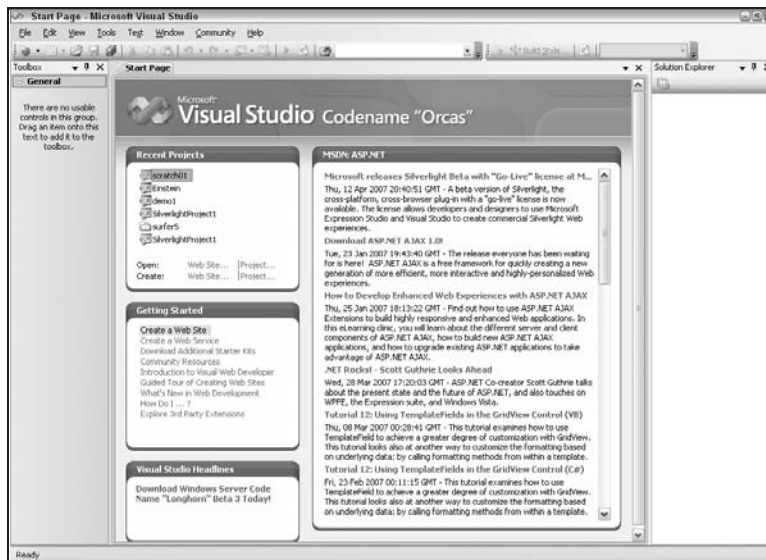 Start Page - Microsoft Visual Studio
File Edit View Tools Test Window Community Help
Build Style...
Toolbox
General
There are no usable
controls in this group.
Drag an item onto this
text to add it to the
toolbox.
Start Page
Microsoft
Visual Studio Codename "Orcas"
Recent Projects
scratch01
Einstein
demo1
SilverlightProject1
surfer5
SilverlightProject1
Open: Web Site... |Project...
Create: Web Site... |Project...
Getting Started
Create a Web Site
Create a Web Service
Download Additional Starter Kits
Community Resources
Introduction to Visual Web Developer
Guided Tour of Creating Web Sites
What's New in Web Development
How Do I ... ?
Explore 3rd Party Extensions
Visual Studio Headlines
Download Windows Server Code
Name "Longhorn" Beta 3 Today!
MSDN: ASP.NET
Microsoft releases Silverlight Beta with "Go-Live" license at M...
Thu, 12 Apr 2007 20:40:51 GMT - A beta version of Silverlight, the
cross-platform, cross-browser plug-in with a "go-live" license is now
available. The license allows developers and designers to use Microsoft
Expression Studio and Visual Studio to create commercial Silverlight Web
experiences.
Download ASP.NET AJAX 1.0!
Tue, 23 Jan 2007 19:43:40 GMT - The release everyone has been waiting
for is here! ASP.NET AJAX is a free framework for quickly creating a new
generation of more efficient, more interactive and highly-personalized Web
experiences.
How to Develop Enhanced Web Experiences with ASP.NET AJAX
Thu, 25 Jan 2007 18:13:22 GMT - Find out how to use ASP.NET AJAX
Extensions to build highly responsive and enhanced Web applications. In
this eLearning clinic, you will learn about the different server and client
components of ASP.NET AJAX, how to build new ASP.NET AJAX
applications, and how to upgrade existing ASP.NET applications to take
advantage of ASP.NET AJAX.
.NET Rocks! - Scott Guthrie Looks Ahead
Wed, 28 Mar 2007 17:20:03 GMT - ASP.NET Co-creator Scott Guthrie talks
about the present state and the future of ASP.NET, and also touches on
WPFE, the Expression suite, and Windows Vista.
Tutorial 12: Using TemplateFields in the GridView Control (VB)
Thu, 08 Mar 2007 00:28:41 GMT - This tutorial examines how to use
TemplateField to achieve a greater degree of customization with GridView.
This tutorial looks also at another way to customize the formatting based
on underlying data: by calling formatting methods from within a template.
Tutorial 12: Using TemplateFields in the GridView Control (C#)
Fri, 23 Feb 2007 00:11:15 GMT - This tutorial examines how to use
TemplateField to achieve a greater degree of customization with GridView.
This tutorial looks also at another way to customize the formatting based
on underlying data: by calling formatting methods from within a template.
Solution Explorer
Ready